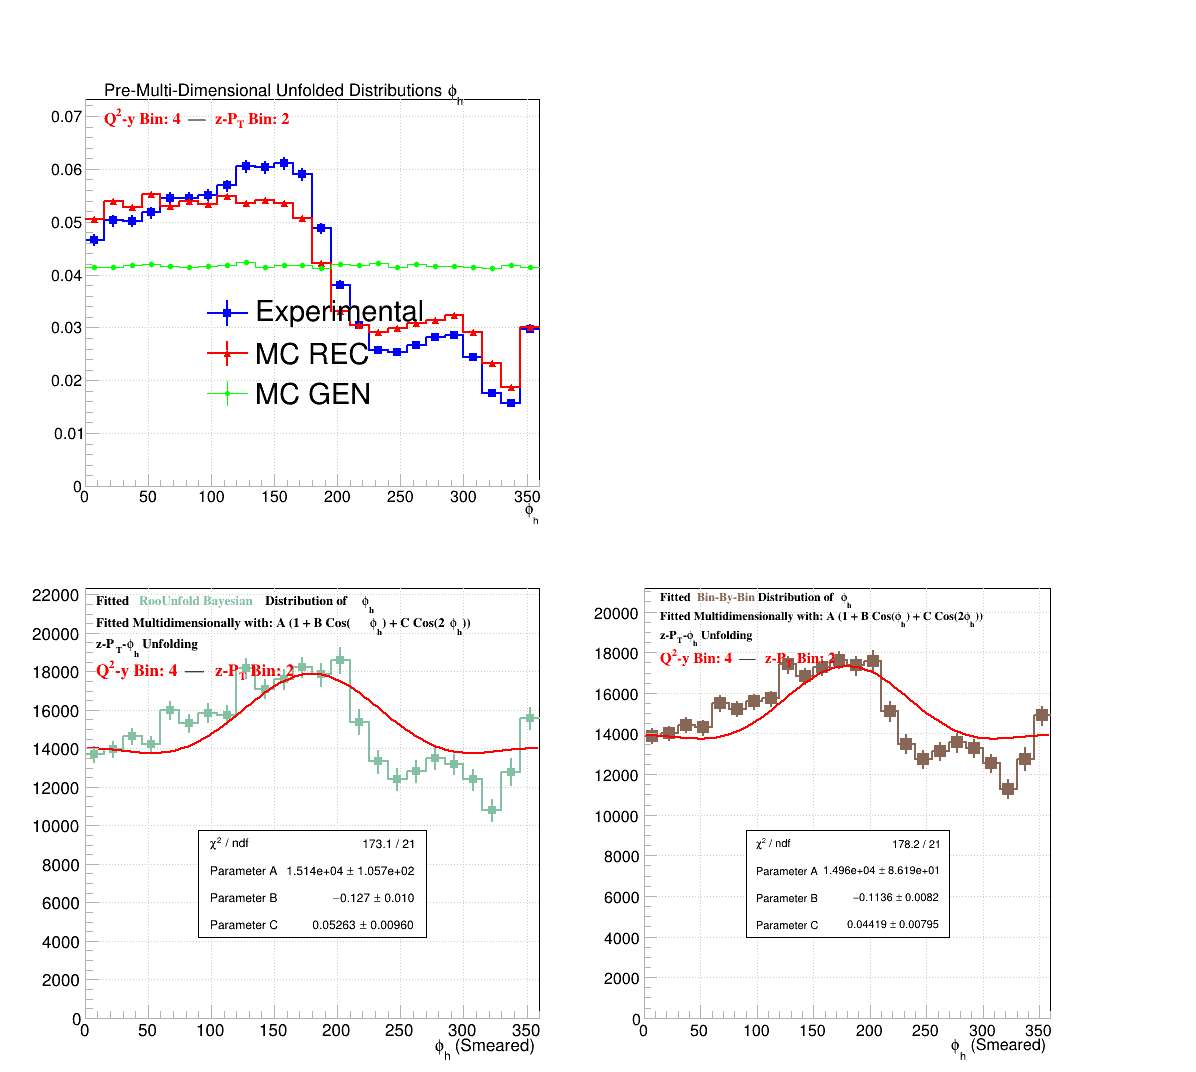 Pre-Multi-Dimensional Unfolded Distributions ϕh
Q²-y Bin: 4 — z-PT Bin: 2
0.07
0.06
0.05
0.04
0.03
0.02
0.01
0
Experimental
MC REC
MC GEN
0 50 100 150 200 250 300 350
ϕh
22000
20000
18000
16000
14000
12000
10000
8000
6000
4000
2000
0
Fitted RooUnfold Bayesian Distribution of ϕh
Fitted Multidimensionally with: A (1 + B Cos( ϕh) + C Cos(2 ϕh))
z-PT-ϕh Unfolding
Q²-y Bin: 4 — z-PT Bin: 2
χ² / ndf 173.1 / 21
Parameter A 1.514e+04 ± 1.057e+02
Parameter B −0.127 ± 0.010
Parameter C 0.05263 ± 0.00960
0 50 100 150 200 250 300 350
ϕh (Smeared)
20000
18000
16000
14000
12000
10000
8000
6000
4000
2000
0
Fitted Bin-By-Bin Distribution of ϕh
Fitted Multidimensionally with: A (1 + B Cos(ϕh) + C Cos(2ϕh))
z-PT-ϕh Unfolding
Q²-y Bin: 4 — z-PT Bin: 2
χ² / ndf 178.2 / 21
Parameter A 1.496e+04 ± 8.619e+01
Parameter B −0.1136 ± 0.0082
Parameter C 0.04419 ± 0.00795
0 50 100 150 200 250 300 350
ϕh (Smeared)